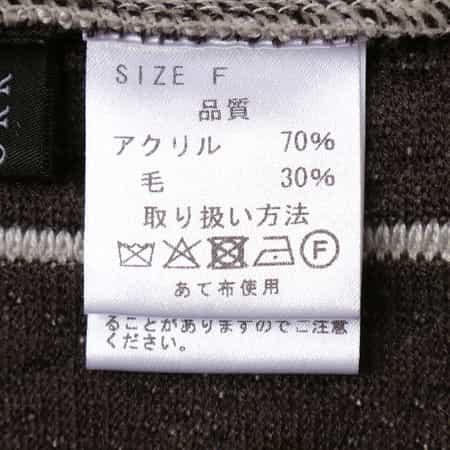 SIZE F
品質
アクリル 70%
毛 30%
取り扱い方法
F
あて布使用
ることがありますのでご注意
ください。